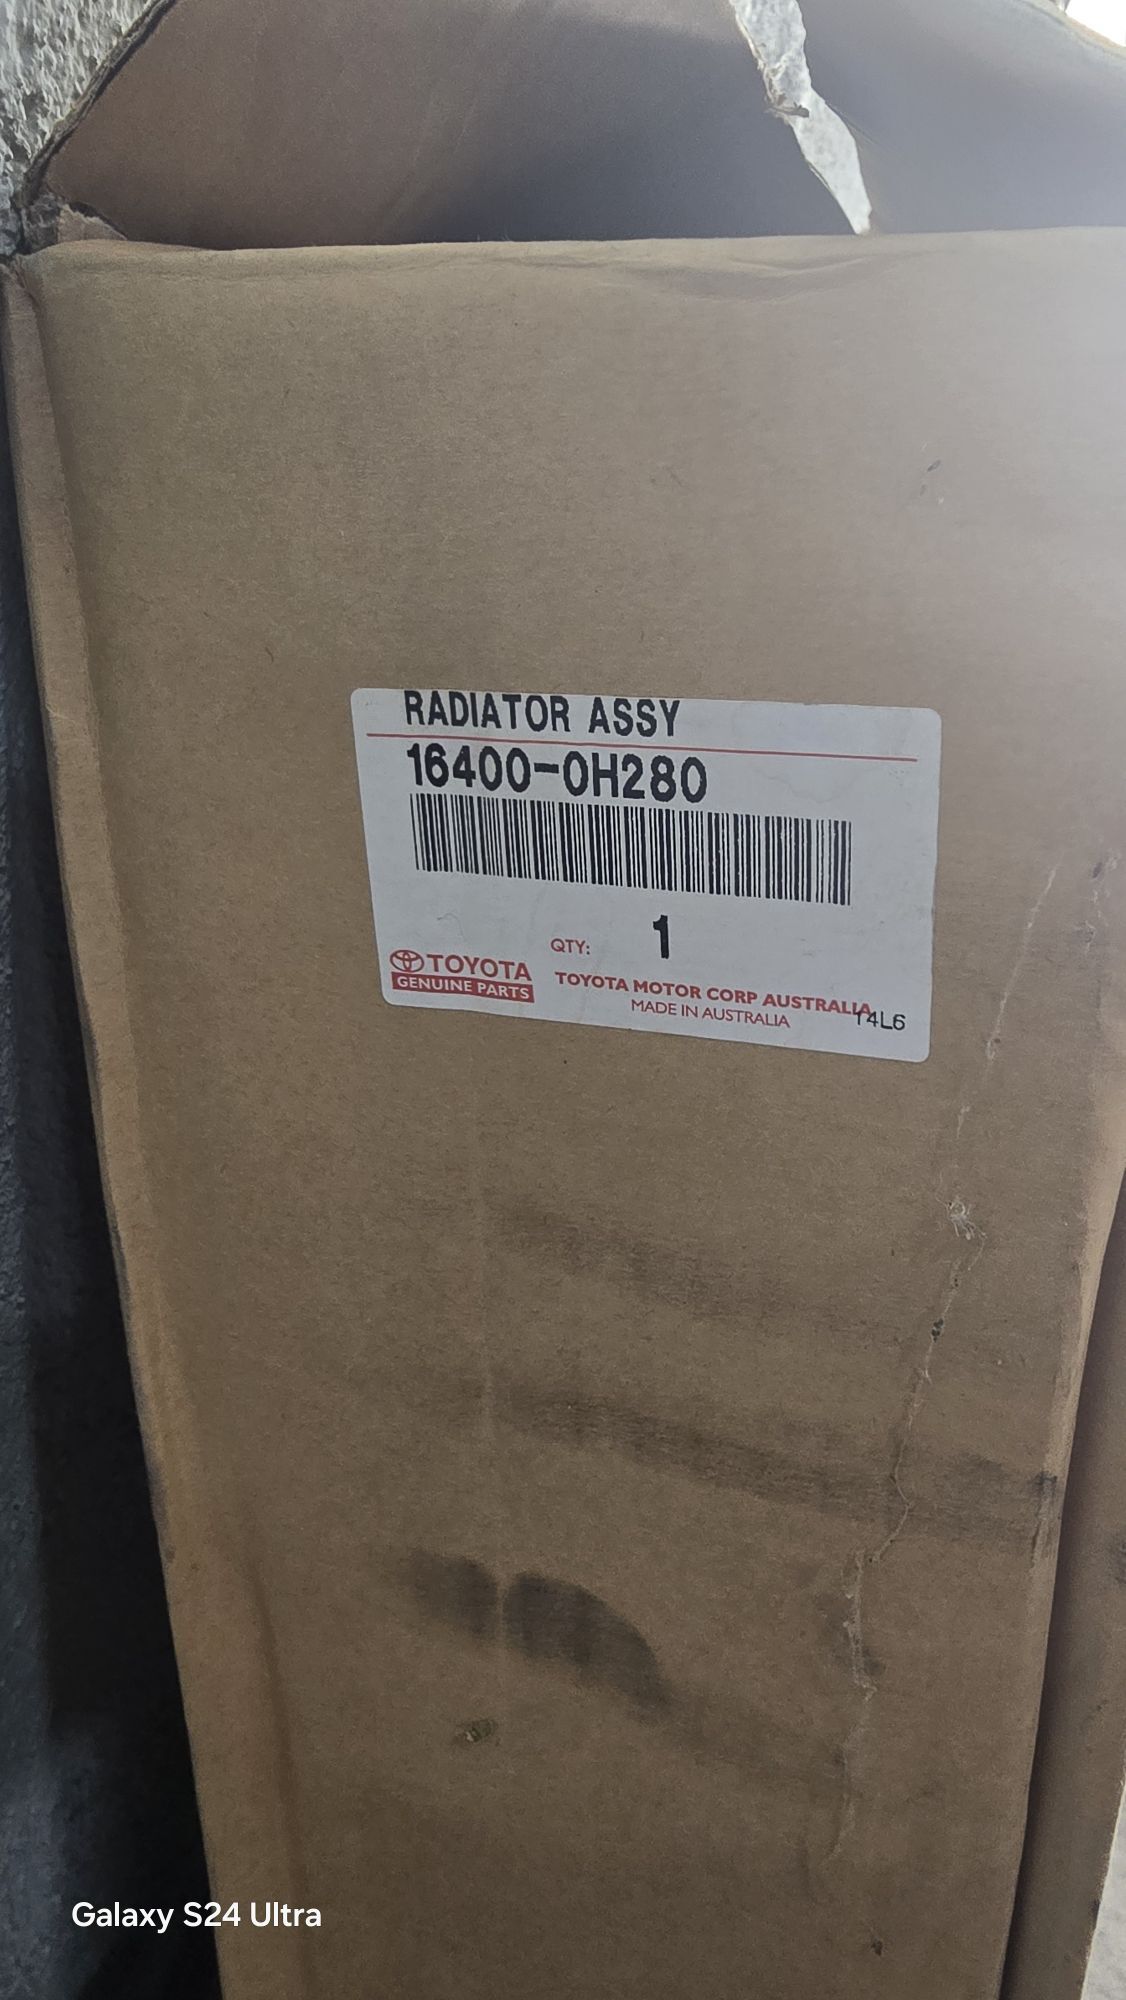 RADIATOR ASSY
16400-0H280
QTY: 1
TOYOTA
GENUINE PARTS
TOYOTA MOTOR CORP AUSTRALIA
MADE IN AUSTRALIA
14L6
Galaxy S24 Ultra